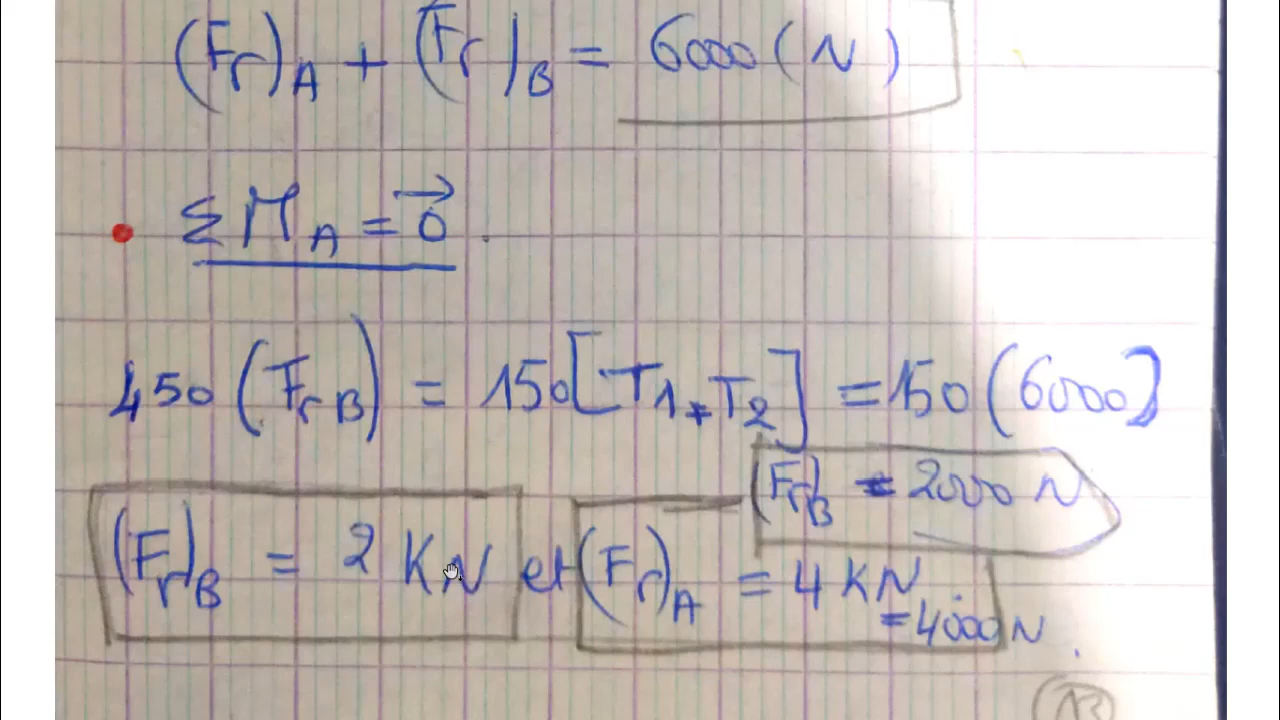 (Fr)A + (Fr)B = 6000 (N)
• ΣMA = 0⃗.
450 (FrB) = 150[T1+T2] = 150(6000]
(Fr)B = 2000 N
(Fr)B = 2 KN et (Fr)A = 4 KN
= 4000 N.
13